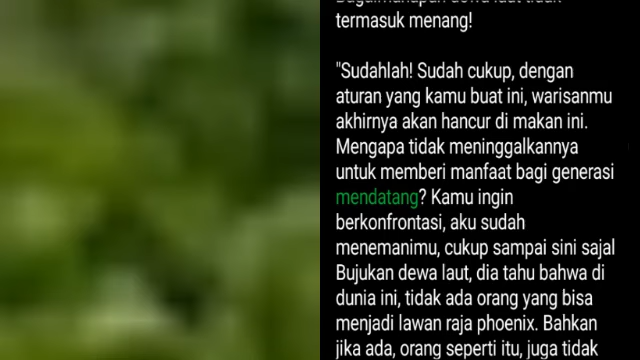 termasuk menang!
"Sudahlah! Sudah cukup, dengan
aturan yang kamu buat ini, warisanmu
akhirnya akan hancur di makan ini.
Mengapa tidak meninggalkannya
untuk memberi manfaat bagi generasi
mendatang? Kamu ingin
berkonfrontasi, aku sudah
menemanimu, cukup sampai sini sajal
Bujukan dewa laut, dia tahu bahwa di
dunia ini, tidak ada orang yang bisa
menjadi lawan raja phoenix. Bahkan
jika ada, orang seperti itu, juga tidak